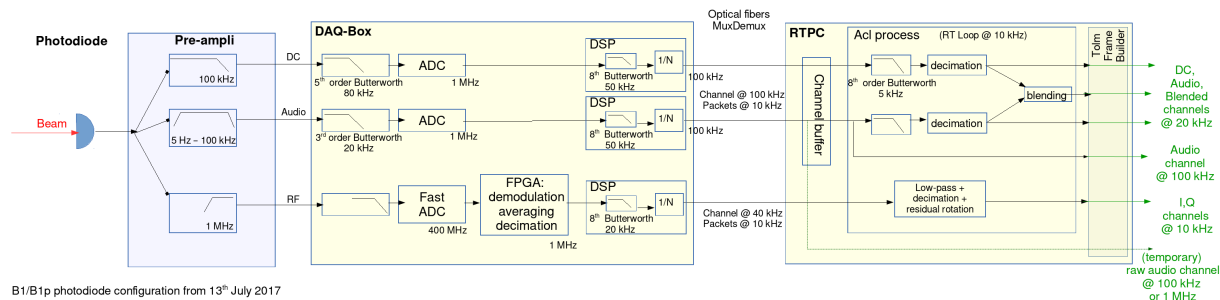 Photodiode
Beam
Pre-ampli
100 kHz
5 Hz – 100 kHz
1 MHz
DC
Audio
RF
DAQ-Box
5th order Butterworth
80 kHz
ADC
1 MHz
DSP
8th Butterworth
50 kHz
1/N
100 kHz
3rd order Butterworth
20 kHz
ADC
1 MHz
DSP
8th Butterworth
50 kHz
1/N
100 kHz
Fast
ADC
400 MHz
FPGA:
demodulation
averaging
decimation
1 MHz
DSP
8th Butterworth
20 kHz
1/N
Optical fibers
MuxDemux
Channel @ 100 kHz
Packets @ 10 kHz
Channel @ 40 kHz
Packets @ 10 kHz
RTPC
Channel buffer
Acl process
(RT Loop @ 10 kHz)
8th order Butterworth
5 kHz
decimation
blending
decimation
Low-pass +
decimation +
residual rotation
Tolm
Frame
Builder
DC,
Audio,
Blended
channels
@ 20 kHz
Audio
channel
@ 100 kHz
I,Q
channels
@ 10 kHz
(temporary)
raw audio channel
@ 100 kHz
or 1 MHz
B1/B1p photodiode configuration from 13th July 2017